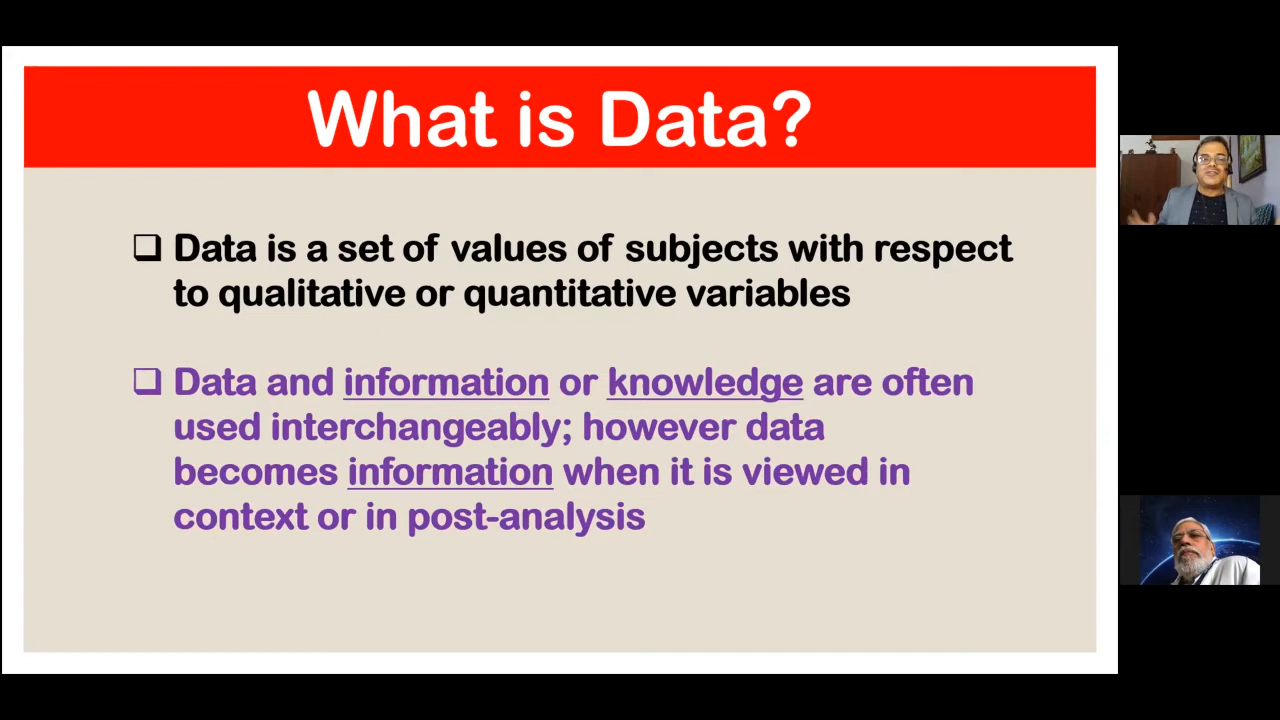 What is Data?
Data is a set of values of subjects with respect
to qualitative or quantitative variables
Data and information or knowledge are often
used interchangeably; however data
becomes information when it is viewed in
context or in post-analysis